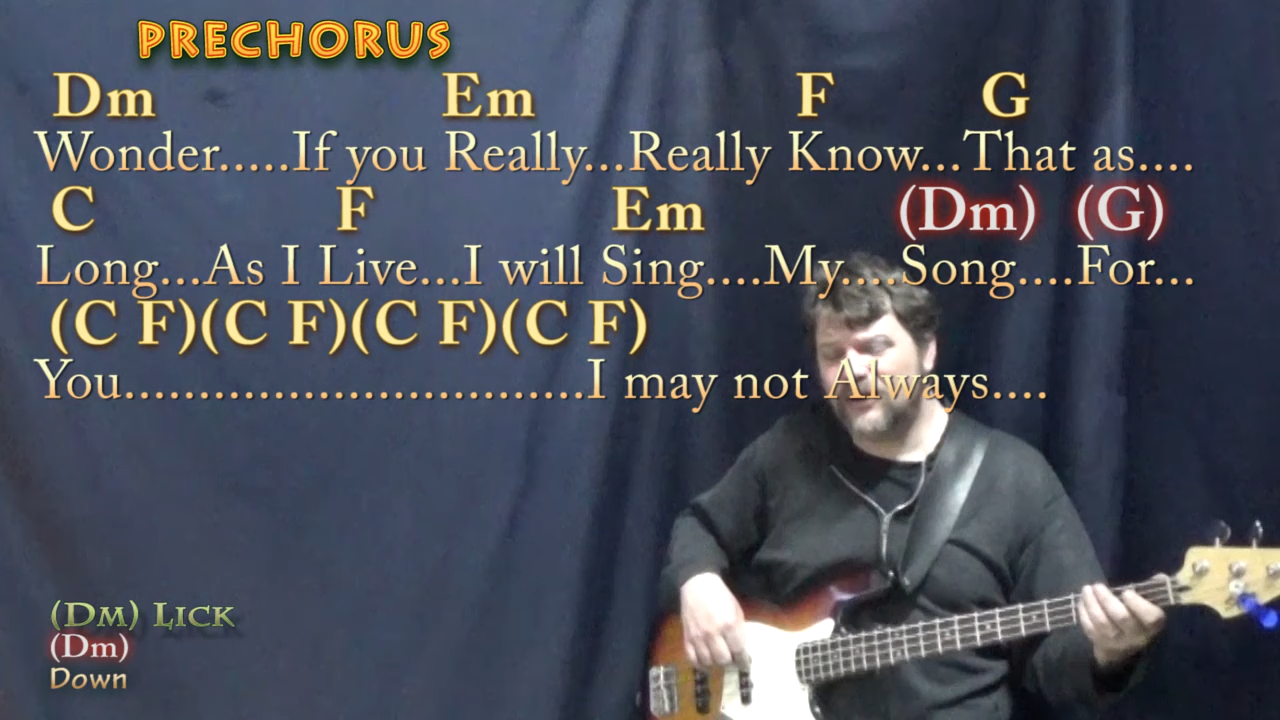 PRECHORUS
Dm Em F G
Wonder.....If you Really...Really Know...That as....
C F Em (Dm) (G)
Long...As I Live...I will Sing....My....Song....For...
(C F)(C F)(C F)(C F)
You...............................I may not Always....
(DM) LICK
(Dm)
Down